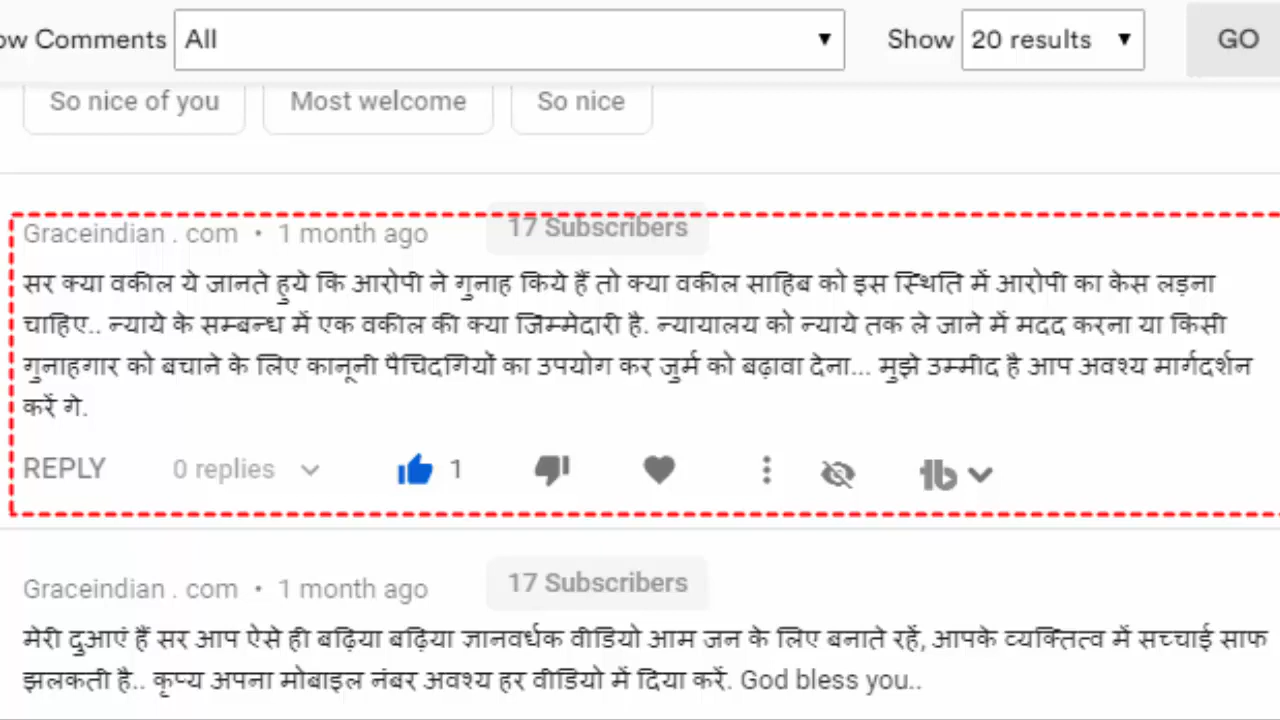 ow Comments All Show 20 results GO
So nice of you Most welcome So nice
Graceindian . com • 1 month ago 17 Subscribers
सर क्या वकील ये जानते हुये कि आरोपी ने गुनाह किये हैं तो क्या वकील साहिब को इस स्थिति में आरोपी का केस लड़ना
चाहिए.. न्याये के सम्बन्ध में एक वकील की क्या जिम्मेदारी है. न्यायालय को न्याये तक ले जाने में मदद करना या किसी
गुनाहगार को बचाने के लिए कानूनी पैचिदगियों का उपयोग कर जुर्म को बढ़ावा देना... मुझे उम्मीद है आप अवश्य मार्गदर्शन
करें गे.
REPLY 0 replies 1
Graceindian . com • 1 month ago 17 Subscribers
मेरी दुआएं हैं सर आप ऐसे ही बढ़िया बढ़िया ज्ञानवर्धक वीडियो आम जन के लिए बनाते रहें, आपके व्यक्तित्व में सच्चाई साफ
झलकती है.. कृप्य अपना मोबाइल नंबर अवश्य हर वीडियो में दिया करें. God bless you..